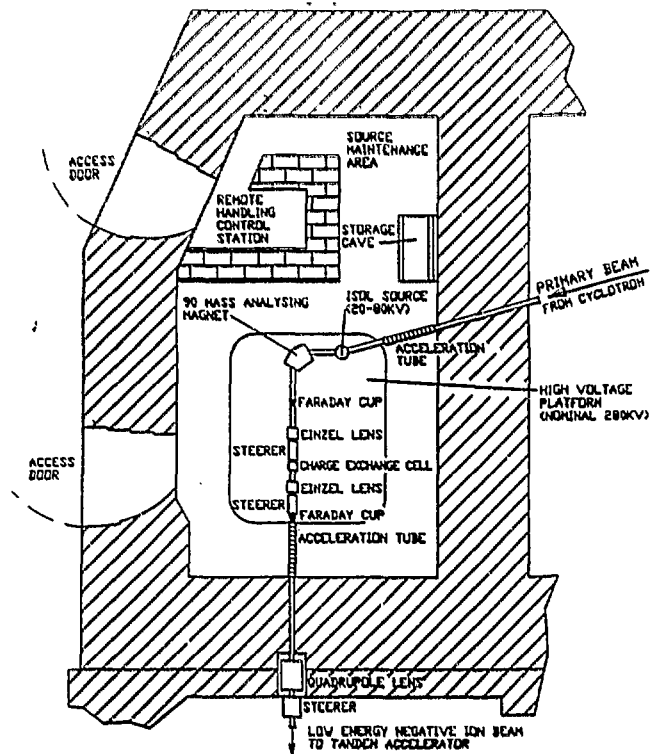 SOURCE
MAINTENANCE
AREA
ACCESS
DOOR
REMOTE
HANDLING
CONTROL
STATION
STORAGE
CAVE
PRIMARY BEAM
FROM CYCLOTRON
90 MASS ANALYSING
MAGNET
ISOL SOURCE
(20-80KV)
ACCELERATION
TUBE
HIGH VOLTAGE
PLATFORM
(NOMINAL 280KV)
FARADAY CUP
EINZEL LENS
STEERER
CHARGE EXCHANGE CELL
EINZEL LENS
STEERER
FARADAY CUP
ACCELERATION TUBE
ACCESS
DOOR
QUADRUPOLE LENS
STEERER
LOW ENERGY NEGATIVE ION BEAM
TO TANDEM ACCELERATOR